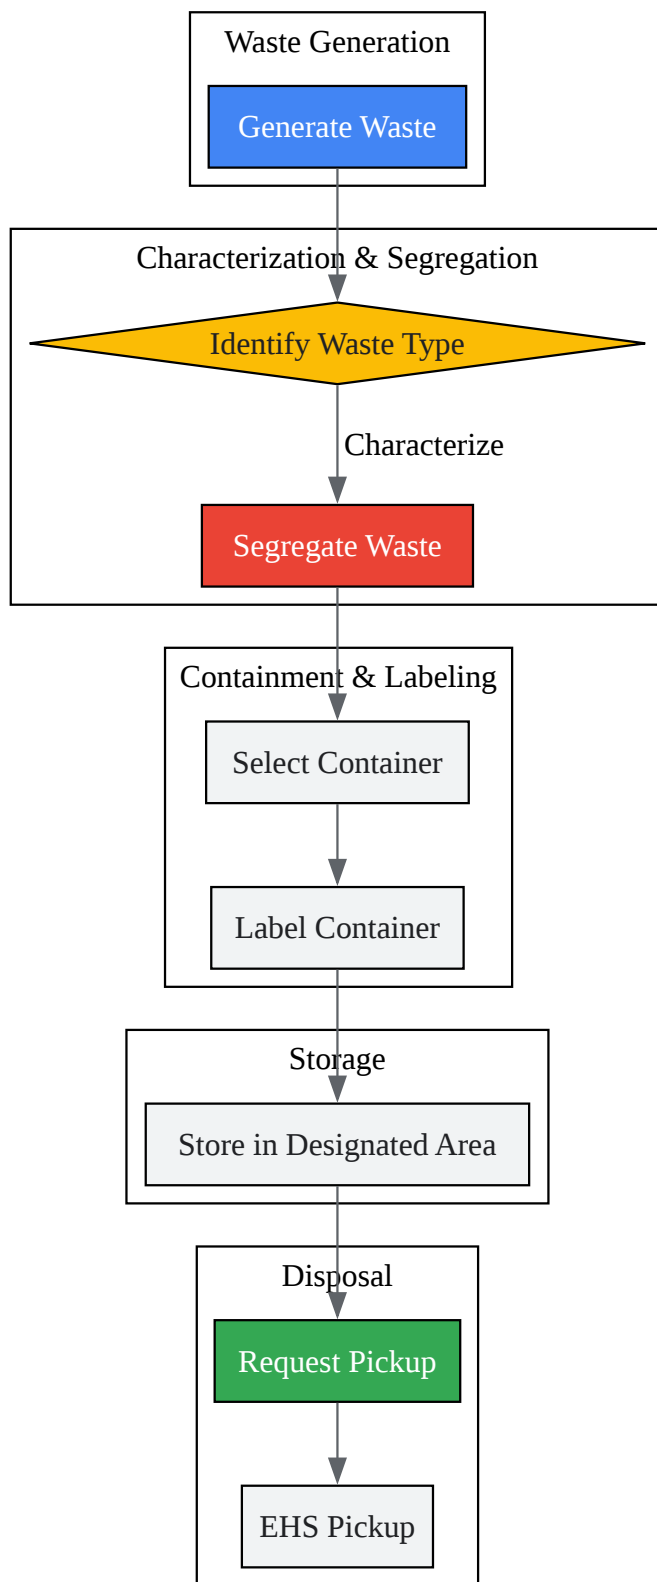 Waste Generation
Generate Waste
Characterization & Segregation
Identify Waste Type
Characterize
Segregate Waste
Containment & Labeling
Select Container
Label Container
Storage
Store in Designated Area
Disposal
Request Pickup
EHS Pickup